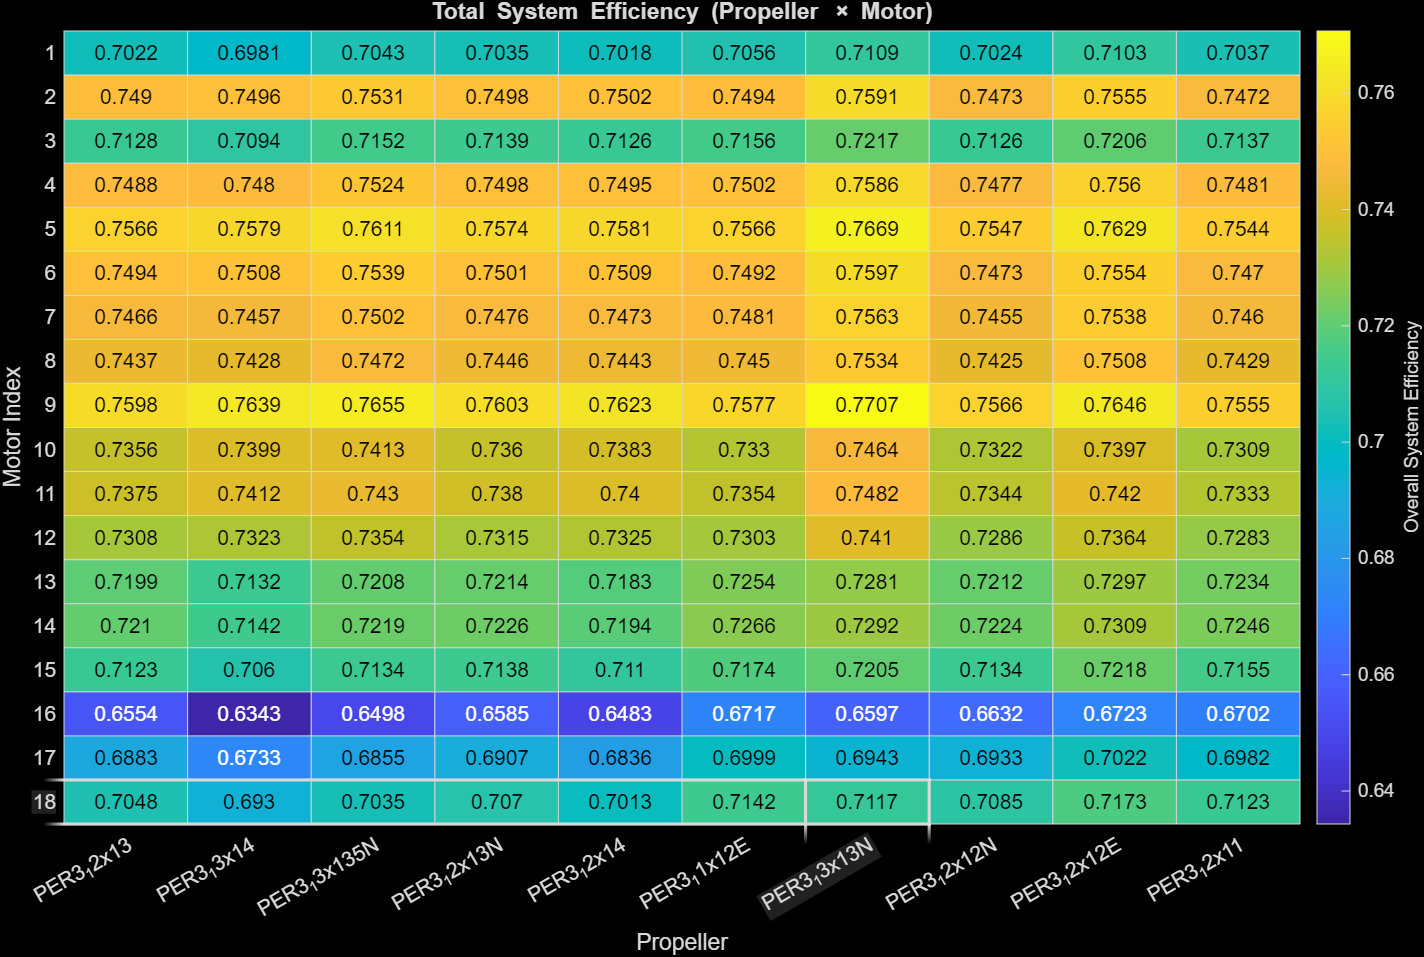 Total System Efficiency (Propeller × Motor)
1 0.7022 0.6981 0.7043 0.7035 0.7018 0.7056 0.7109 0.7024 0.7103 0.7037
2 0.749 0.7496 0.7531 0.7498 0.7502 0.7494 0.7591 0.7473 0.7555 0.7472
3 0.7128 0.7094 0.7152 0.7139 0.7126 0.7156 0.7217 0.7126 0.7206 0.7137
4 0.7488 0.748 0.7524 0.7498 0.7495 0.7502 0.7586 0.7477 0.756 0.7481
5 0.7566 0.7579 0.7611 0.7574 0.7581 0.7566 0.7669 0.7547 0.7629 0.7544
6 0.7494 0.7508 0.7539 0.7501 0.7509 0.7492 0.7597 0.7473 0.7554 0.747
7 0.7466 0.7457 0.7502 0.7476 0.7473 0.7481 0.7563 0.7455 0.7538 0.746
8 0.7437 0.7428 0.7472 0.7446 0.7443 0.745 0.7534 0.7425 0.7508 0.7429
9 0.7598 0.7639 0.7655 0.7603 0.7623 0.7577 0.7707 0.7566 0.7646 0.7555
10 0.7356 0.7399 0.7413 0.736 0.7383 0.733 0.7464 0.7322 0.7397 0.7309
11 0.7375 0.7412 0.743 0.738 0.74 0.7354 0.7482 0.7344 0.742 0.7333
12 0.7308 0.7323 0.7354 0.7315 0.7325 0.7303 0.741 0.7286 0.7364 0.7283
13 0.7199 0.7132 0.7208 0.7214 0.7183 0.7254 0.7281 0.7212 0.7297 0.7234
14 0.721 0.7142 0.7219 0.7226 0.7194 0.7266 0.7292 0.7224 0.7309 0.7246
15 0.7123 0.706 0.7134 0.7138 0.711 0.7174 0.7205 0.7134 0.7218 0.7155
16 0.6554 0.6343 0.6498 0.6585 0.6483 0.6717 0.6597 0.6632 0.6723 0.6702
17 0.6883 0.6733 0.6855 0.6907 0.6836 0.6999 0.6943 0.6933 0.7022 0.6982
18 0.7048 0.693 0.7035 0.707 0.7013 0.7142 0.7117 0.7085 0.7173 0.7123
PER3₁2x13 PER3₁3x14 PER3₁3x135N PER3₁2x13N PER3₁2x14 PER3₁1x12E PER3₁3x13N PER3₁2x12N PER3₁2x12E PER3₁2x11
Propeller
Motor Index
0.76
0.74
0.72
0.7
0.68
0.66
0.64
Overall System Efficiency